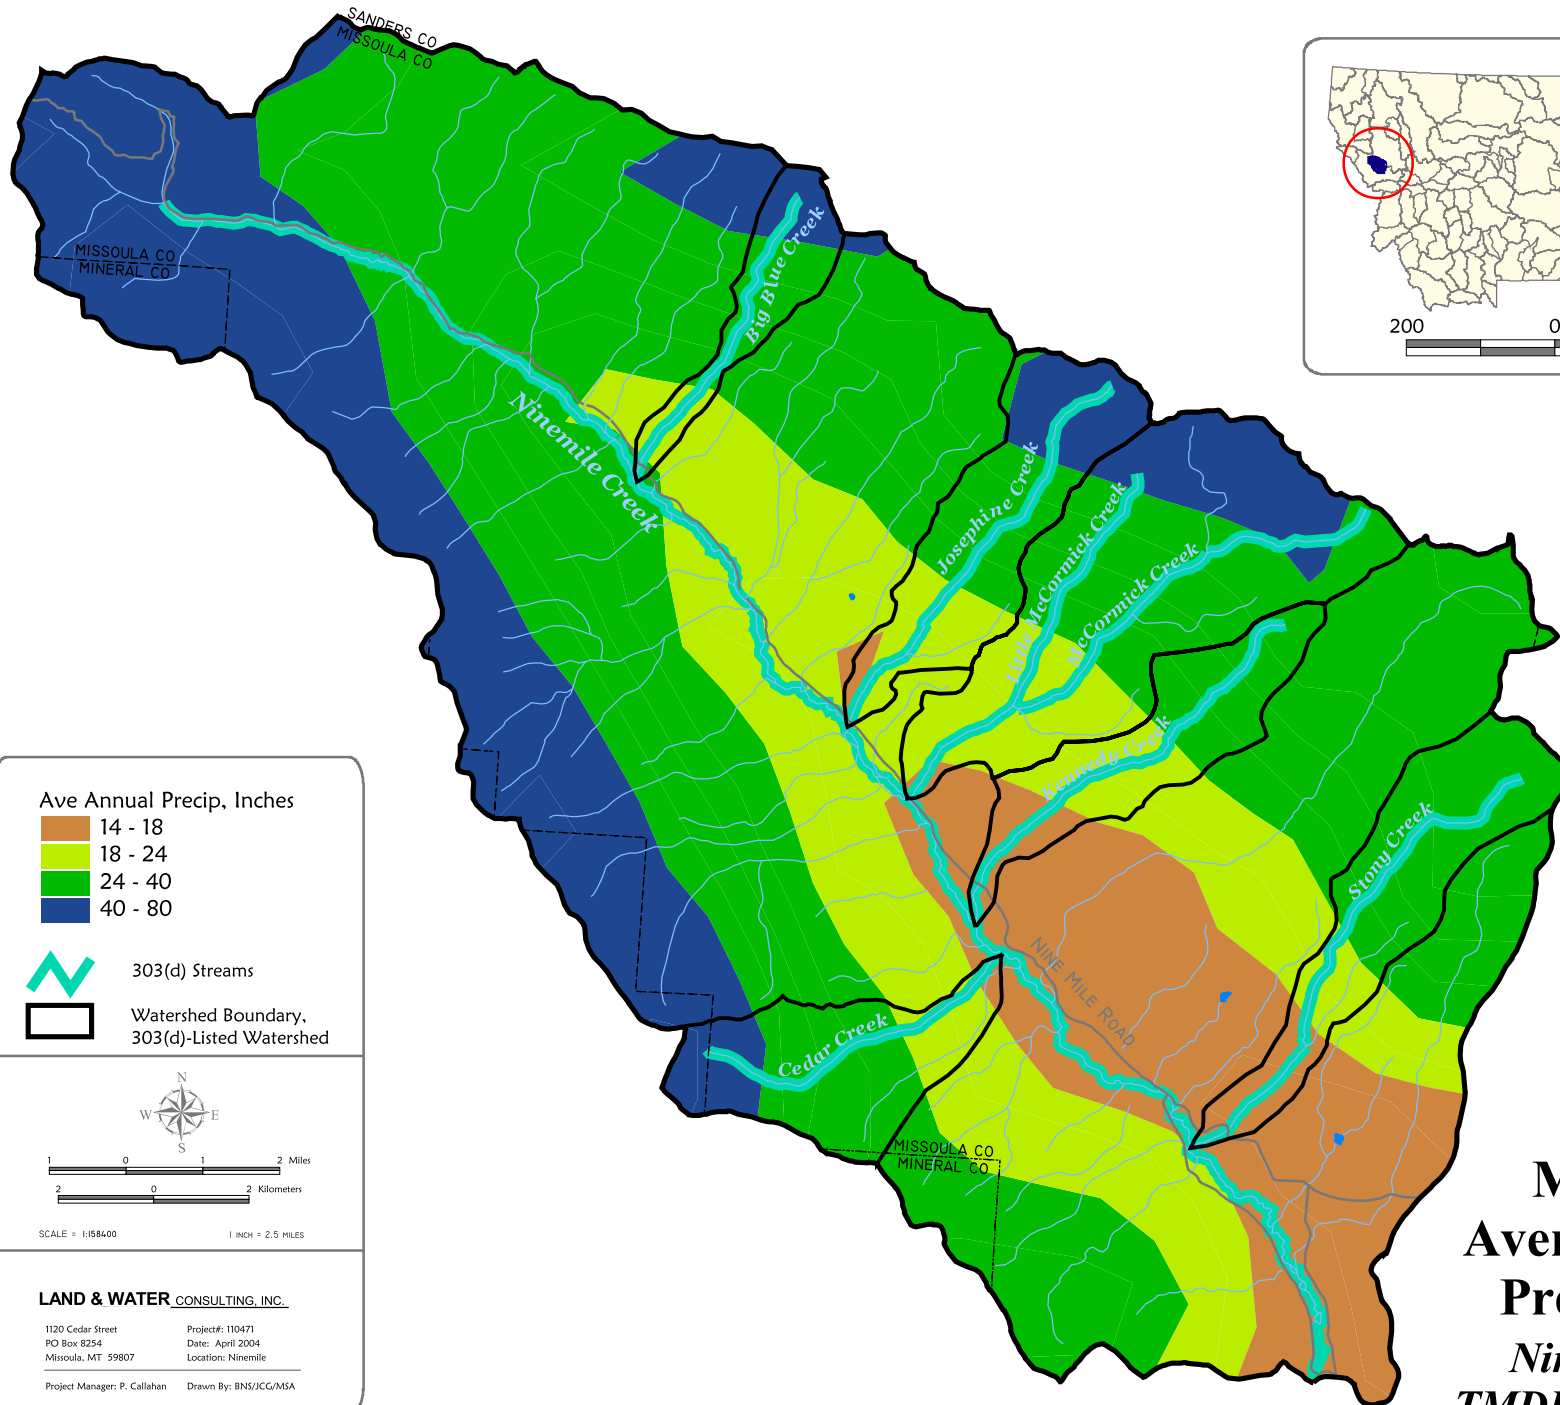 SANDERS CO
MISSOULA CO
MISSOULA CO
MINERAL CO
Big Blue Creek
Ninemile Creek
Josephine Creek
Little McCormick Creek
McCormick Creek
Kennedy Creek
Stony Creek
NINE MILE ROAD
Cedar Creek
MISSOULA CO
MINERAL CO
200 0
Ave Annual Precip, Inches
14 - 18
18 - 24
24 - 40
40 - 80
303(d) Streams
Watershed Boundary,
303(d)-Listed Watershed
N
W E
S
1 0 1 2 Miles
2 0 2 Kilometers
SCALE = 1:158400 1 INCH = 2.5 MILES
LAND & WATER CONSULTING, INC.
1120 Cedar Street Project#: 110471
PO Box 8254 Date: April 2004
Missoula, MT 59807 Location: Ninemile
Project Manager: P. Callahan Drawn By: BNS/JCG/MSA